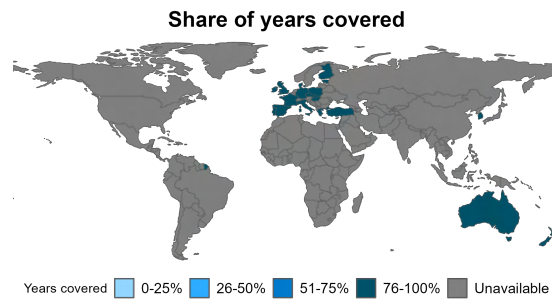 Share of years covered
Years covered 0-25% 26-50% 51-75% 76-100% Unavailable